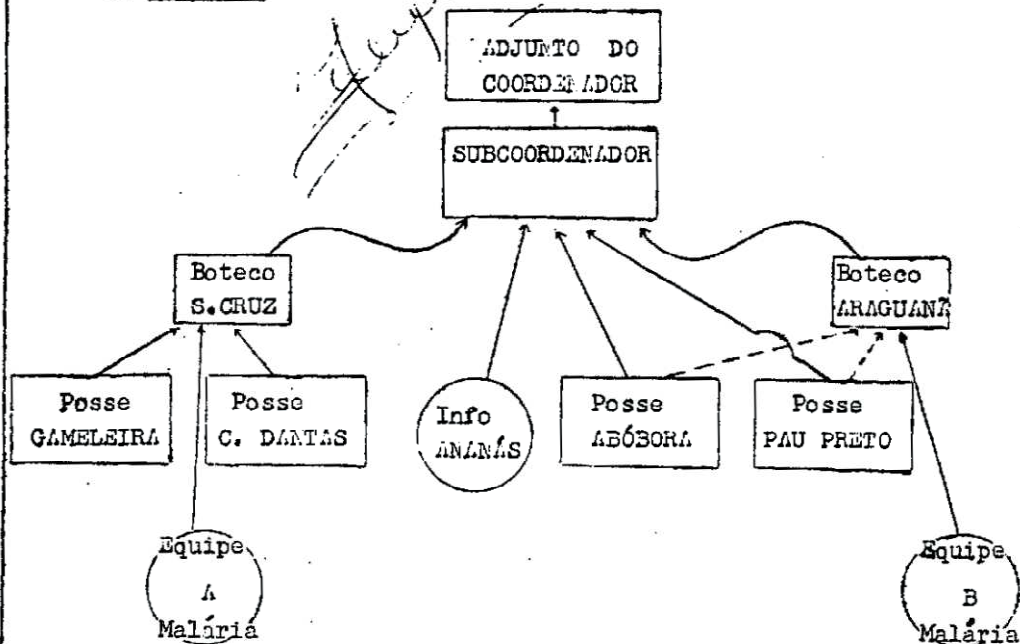 ADJUNTO DO
COORDENADOR
SUBCOORDENADOR
Boteco
S.CRUZ
Boteco
ARAGUANÃ
Posse
GAMELEIRA
Posse
C. DANTAS
Info
ANANÁS
Posse
ABÓBORA
Posse
PAU PRETO
Equipe
A
Malária
Equipe
B
Malária